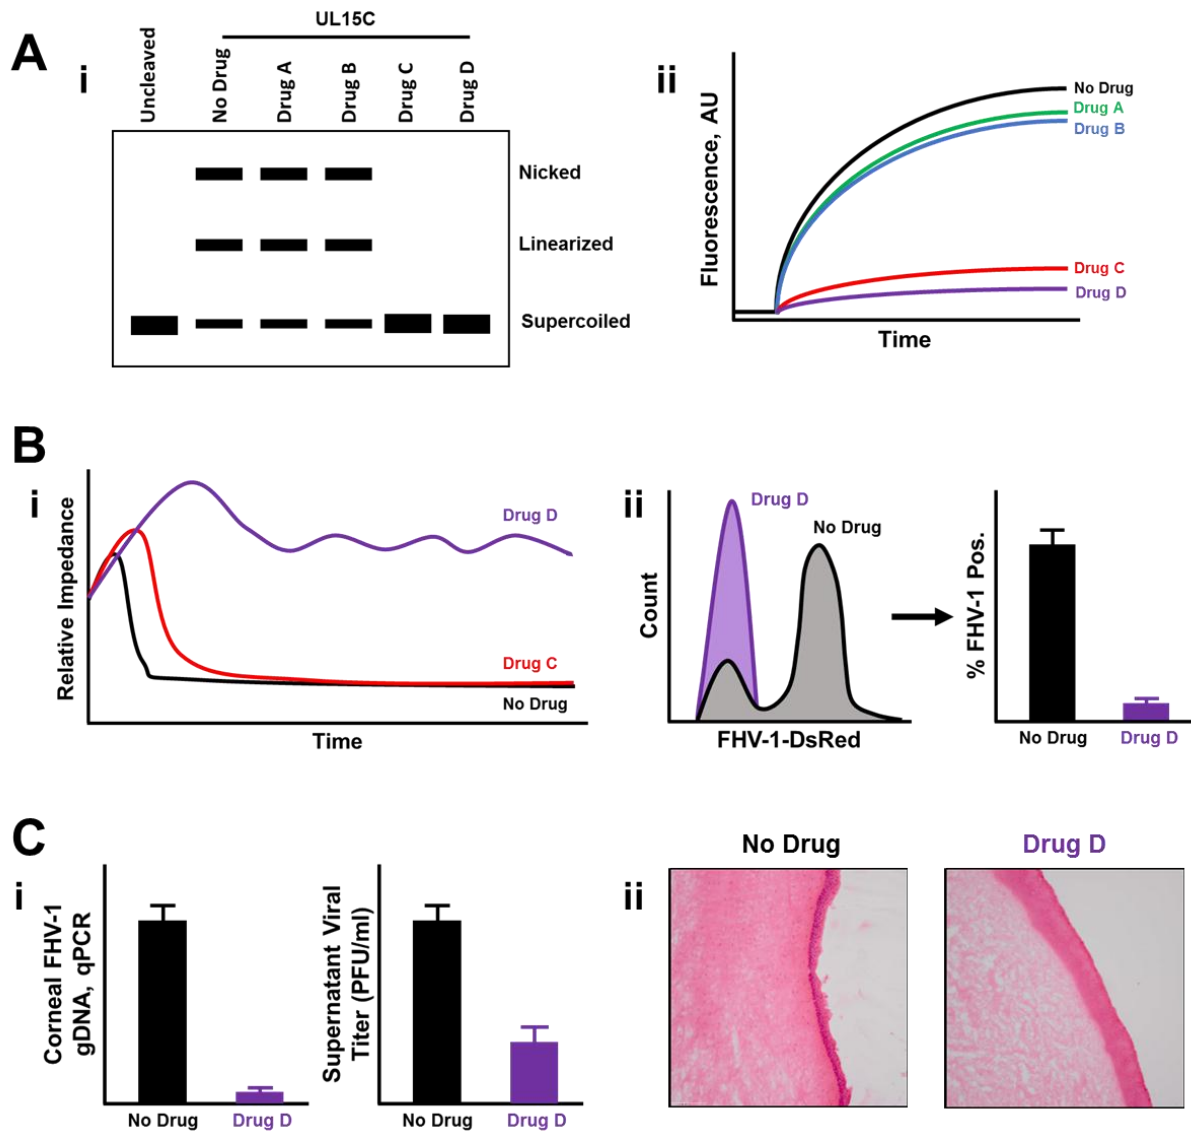 A
i
UL15C
Uncleaved
No Drug
Drug A
Drug B
Drug C
Drug D
Nicked
Linearized
Supercoiled
ii
Fluorescence, AU
No Drug
Drug A
Drug B
Drug C
Drug D
Time
B
i
Relative Impedance
Drug D
Drug C
No Drug
Time
ii
Count
Drug D
No Drug
FHV-1-DsRed
% FHV-1 Pos.
No Drug
Drug D
C
i
Corneal FHV-1
gDNA, qPCR
No Drug
Drug D
Supernatant Viral
Titer (PFU/ml)
No Drug
Drug D
ii
No Drug
Drug D